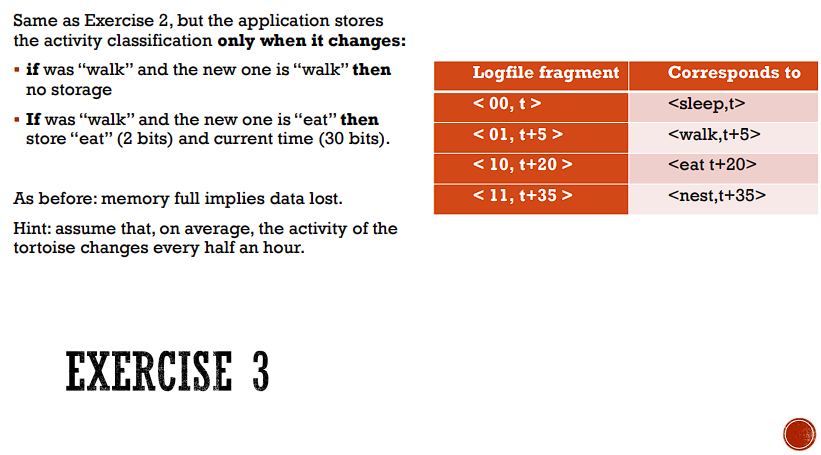 Same as Exercise 2, but the application stores
the activity classification only when it changes:
▪ if was “walk” and the new one is “walk” then
no storage
▪ If was “walk” and the new one is “eat” then
store “eat” (2 bits) and current time (30 bits).
As before: memory full implies data lost.
Hint: assume that, on average, the activity of the
tortoise changes every half an hour.
Logfile fragment Corresponds to
< 00, t > <sleep,t>
< 01, t+5 > <walk,t+5>
< 10, t+20 > <eat t+20>
< 11, t+35 > <nest,t+35>
EXERCISE 3